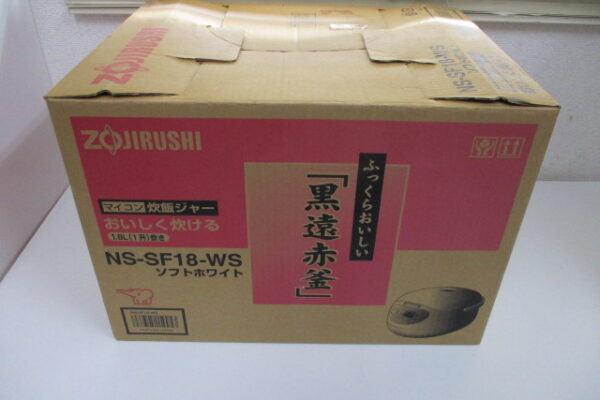 ZOJIRUSHI
NS-SF18-WS
ZOJIRUSHI
マイコン 炊飯ジャー
おいしく炊ける
1.8L(1升)炊き
NS-SF18-WS
ソフトホワイト
ふっくらおいしい
「黒遠赤釜」